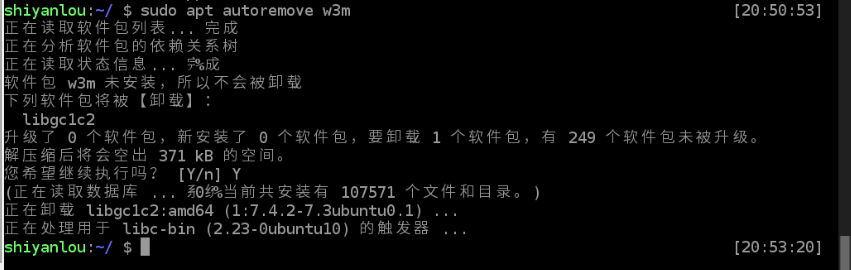 shiyanlou:~/ $ sudo apt autoremove w3m [20:50:53]
正在读取软件包列表... 完成
正在分析软件包的依赖关系树
正在读取状态信息... 完成
软件包 w3m 未安装，所以不会被卸载
下列软件包将被【卸载】：
libgc1c2
升级了 0 个软件包，新安装了 0 个软件包，要卸载 1 个软件包，有 249 个软件包未被升级。
解压缩后将会空出 371 kB 的空间。
您希望继续执行吗？ [Y/n] Y
(正在读取数据库 ... 系统当前共安装有 107571 个文件和目录。)
正在卸载 libgc1c2:amd64 (1:7.4.2-7.3ubuntu0.1) ...
正在处理用于 libc-bin (2.23-0ubuntu10) 的触发器 ...
shiyanlou:~/ $ [20:53:20]